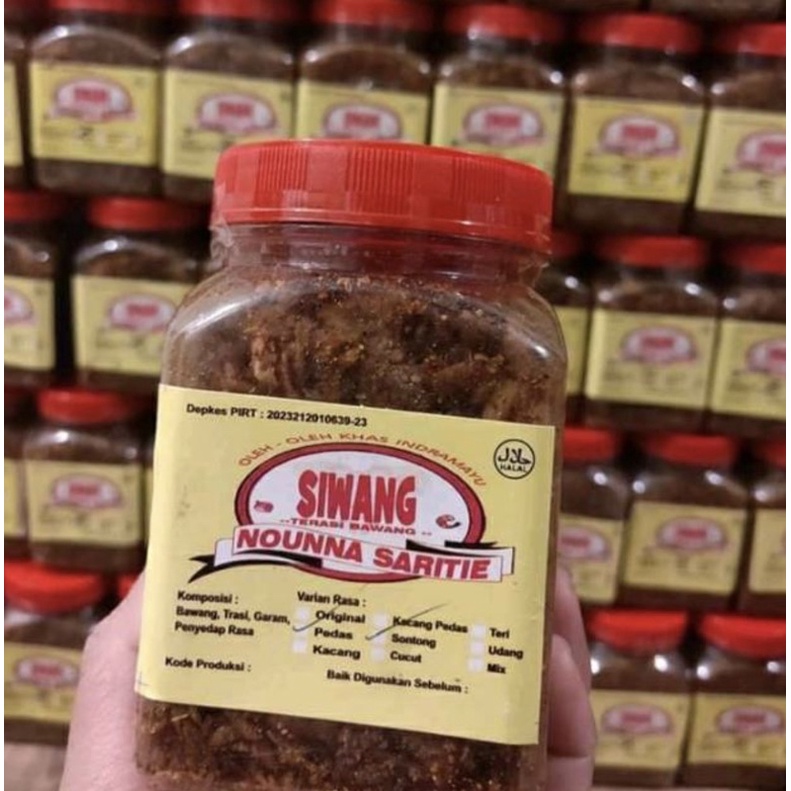 Depkes PIRT : 2023212010639-23
OLEH - OLEH KHAS INDRAMAYU
حلال
HALAL
SIWANG
--TERASI BAWANG --
NOUNNA SARITIE
Komposisi :
Bawang, Trasi, Garam,
Penyedap Rasa
Kode Produksi :
Varian Rasa :
Original
Pedas
Kacang
Kacang Pedas
Sontong
Cucut
Teri
Udang
Mix
Baik Digunakan Sebelum :